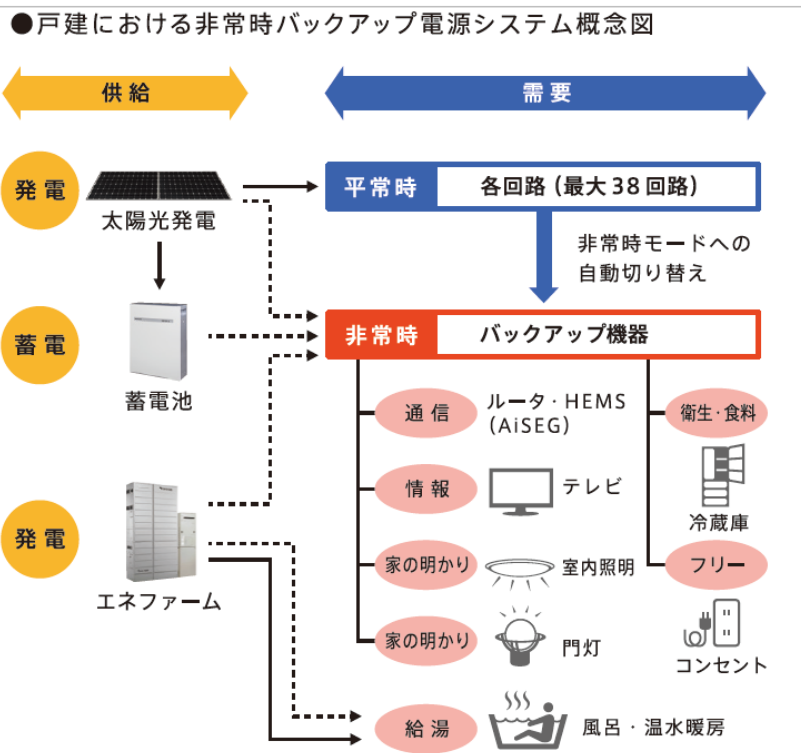 ●戸建における非常時バックアップ電源システム概念図
供給
需要
発電
太陽光発電
平常時
各回路(最大38回路)
非常時モードへの
自動切り替え
蓄電
蓄電池
非常時
バックアップ機器
通信
ルータ・HEMS
(AiSEG)
衛生・食料
冷蔵庫
情報
テレビ
発電
エネファーム
家の明かり
室内照明
フリー
コンセント
家の明かり
門灯
給湯
風呂・温水暖房